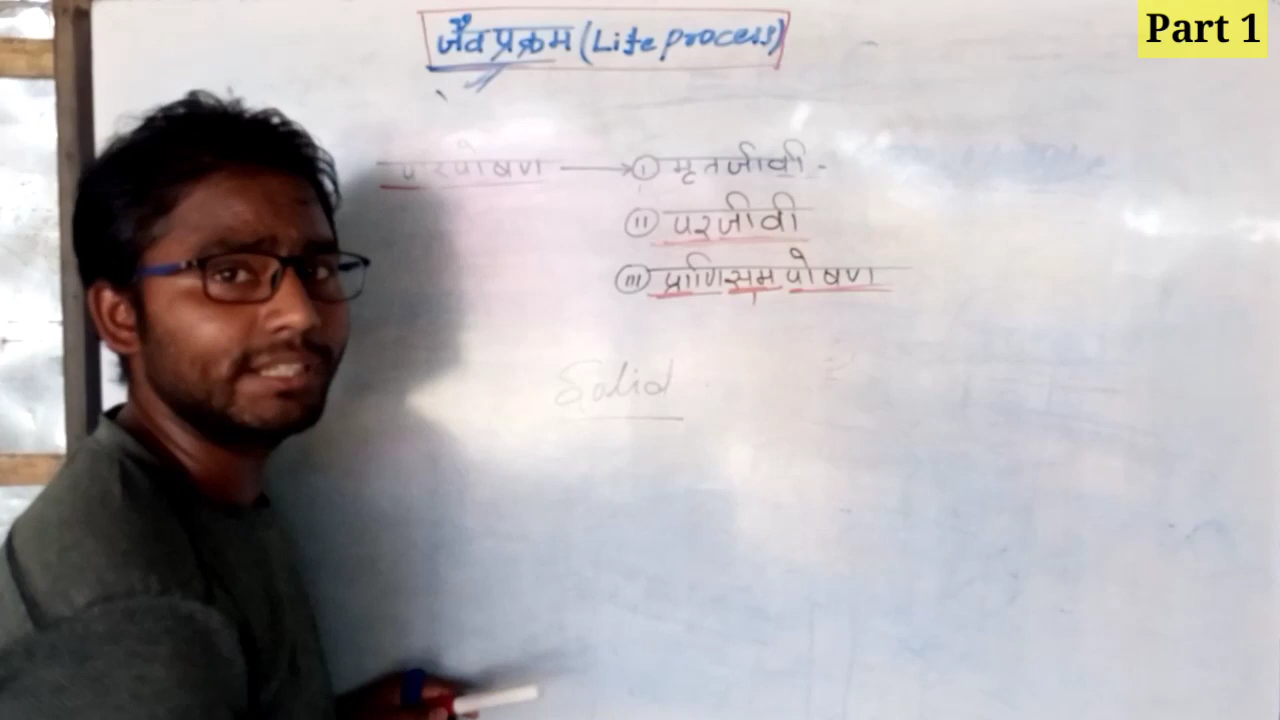 Part 1
जैव प्रक्रम (Life process)
परपोषण → (i) मृतजीवी -
(ii) परजीवी
(iii) प्राणिसम पोषण
Solid